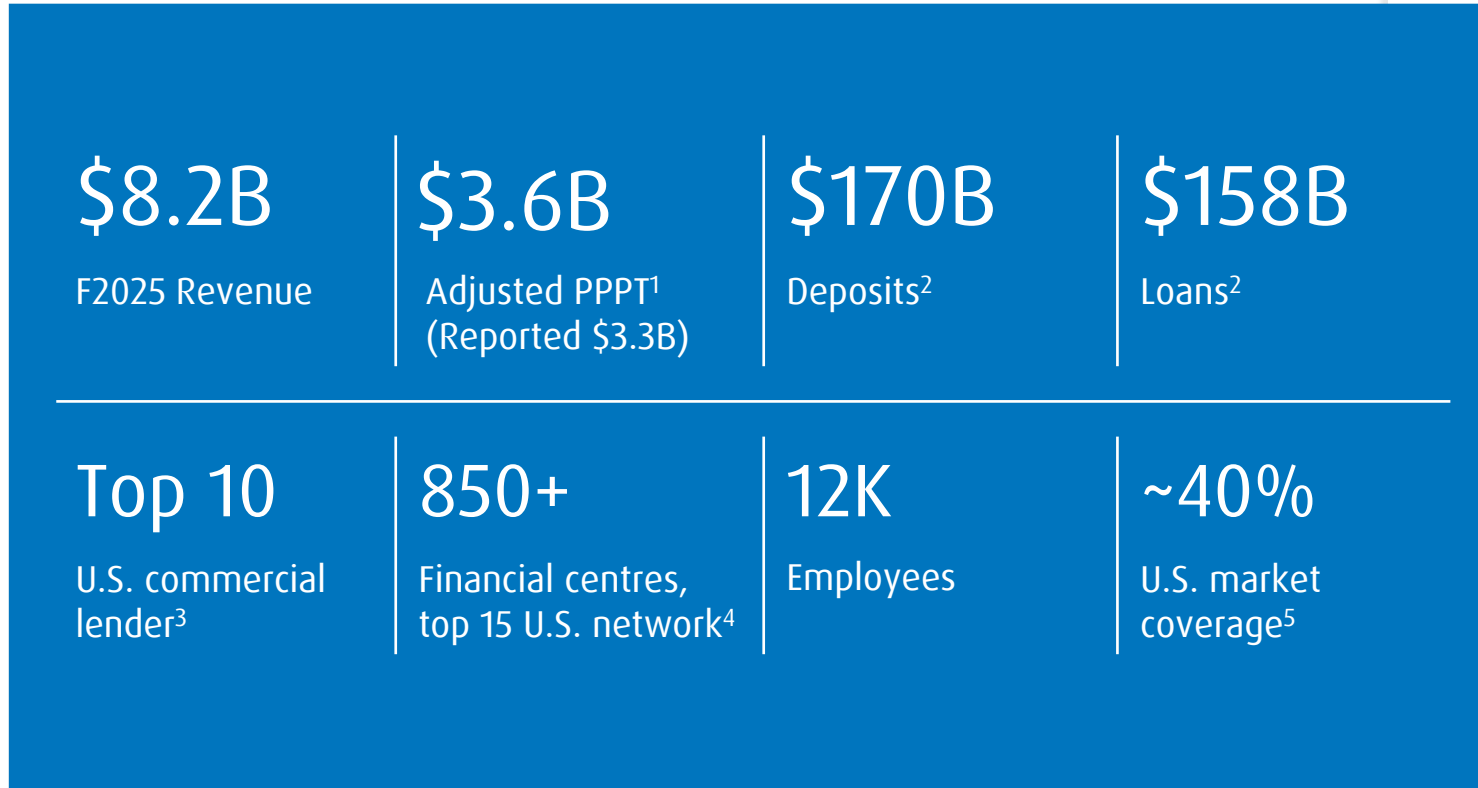 $8.2B
F2025 Revenue
$3.6B
Adjusted PPPT¹
(Reported $3.3B)
$170B
Deposits²
$158B
Loans²
Top 10
U.S. commercial
lender³
850+
Financial centres,
top 15 U.S. network⁴
12K
Employees
~40%
U.S. market
coverage⁵